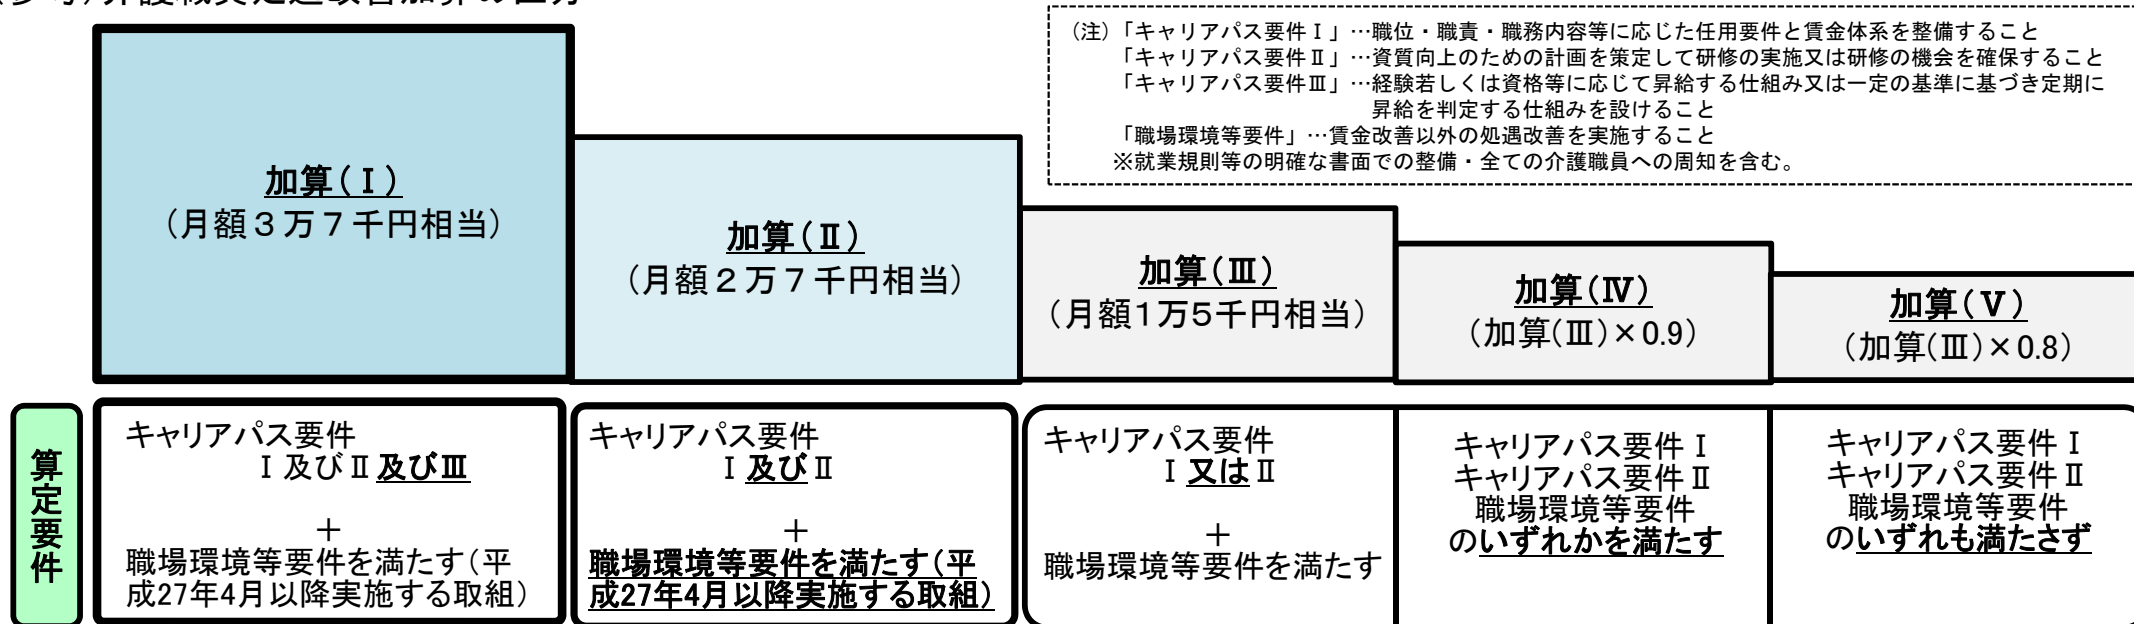 (注)「キャリアパス要件Ⅰ」…職位・職責・職務内容等に応じた任用要件と賃金体系を整備すること
「キャリアパス要件Ⅱ」…資質向上のための計画を策定して研修の実施又は研修の機会を確保すること
「キャリアパス要件Ⅲ」…経験若しくは資格等に応じて昇給する仕組み又は一定の基準に基づき定期に
昇給を判定する仕組みを設けること
「職場環境等要件」…賃金改善以外の処遇改善を実施すること
※就業規則等の明確な書面での整備・全ての介護職員への周知を含む。
加算(Ⅰ)
(月額3万7千円相当)
加算(Ⅱ)
(月額2万7千円相当)
加算(Ⅲ)
(月額1万5千円相当)
加算(Ⅳ)
(加算(Ⅲ)×0.9)
加算(Ⅴ)
(加算(Ⅲ)×0.8)
算定要件
キャリアパス要件
Ⅰ及びⅡ及びⅢ
+
職場環境等要件を満たす(平
成27年4月以降実施する取組)
キャリアパス要件
Ⅰ及びⅡ
+
職場環境等要件を満たす(平
成27年4月以降実施する取組)
キャリアパス要件
Ⅰ又はⅡ
+
職場環境等要件を満たす
キャリアパス要件Ⅰ
キャリアパス要件Ⅱ
職場環境等要件
のいずれかを満たす
キャリアパス要件Ⅰ
キャリアパス要件Ⅱ
職場環境等要件
のいずれも満たさず